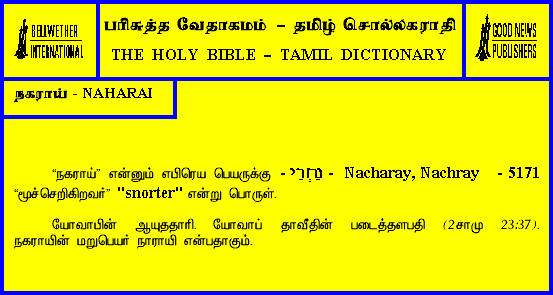 BELLWETHER
INTERNATIONAL
பரிசுத்த வேதாகமம் – தமிழ் சொல்லகராதி
THE HOLY BIBLE – TAMIL DICTIONARY
GOOD NEWS
PUBLISHERS
நகராய் - NAHARAI
“நகராய்” என்னும் எபிரெய பெயருக்கு - נַחְרַי - Nacharay, Nachray - 5171
“மூச்செறிகிறவர்” "snorter" என்று பொருள்.
யோவாபின் ஆயுததாரி. யோவாப் தாவீதின் படைத்தளபதி (2சாமு 23:37).
நகராயின் மறுபெயர் நாராயி என்பதாகும்.